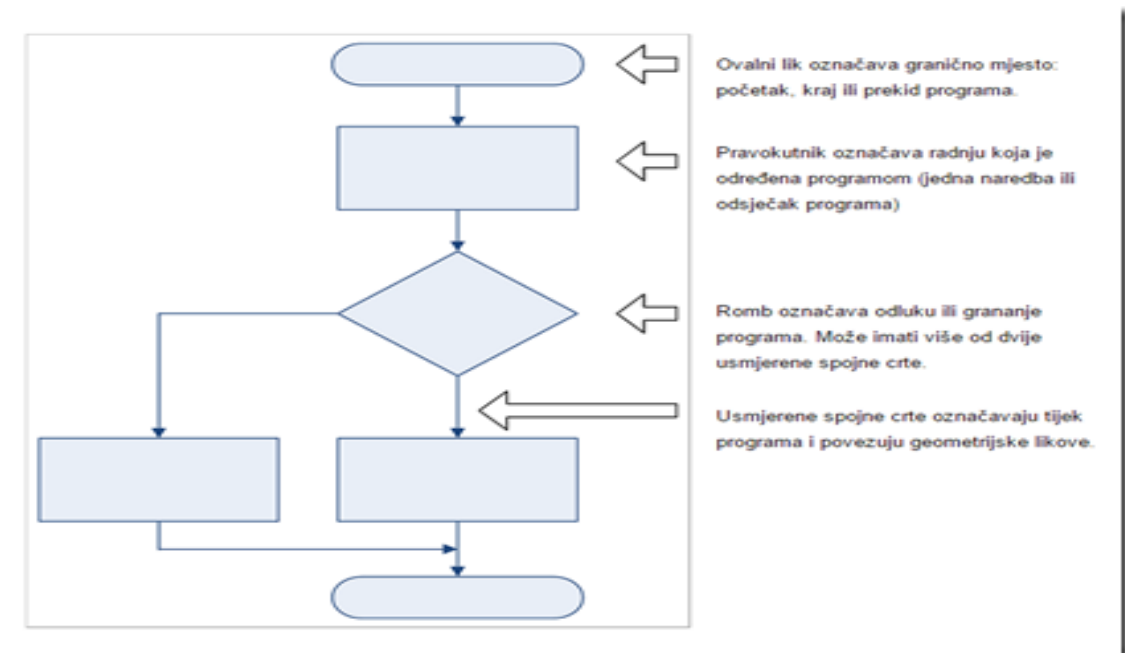 Ovalni lik označava granično mjesto:
početak, kraj ili prekid programa.
Pravokutnik označava radnju koja je
određena programom (jedna naredba ili
odsječak programa)
Romb označava odluku ili grananje
programa. Može imati više od dvije
usmjerene spojne crte.
Usmjerene spojne crte označavaju tijek
programa i povezuju geometrijske likove.